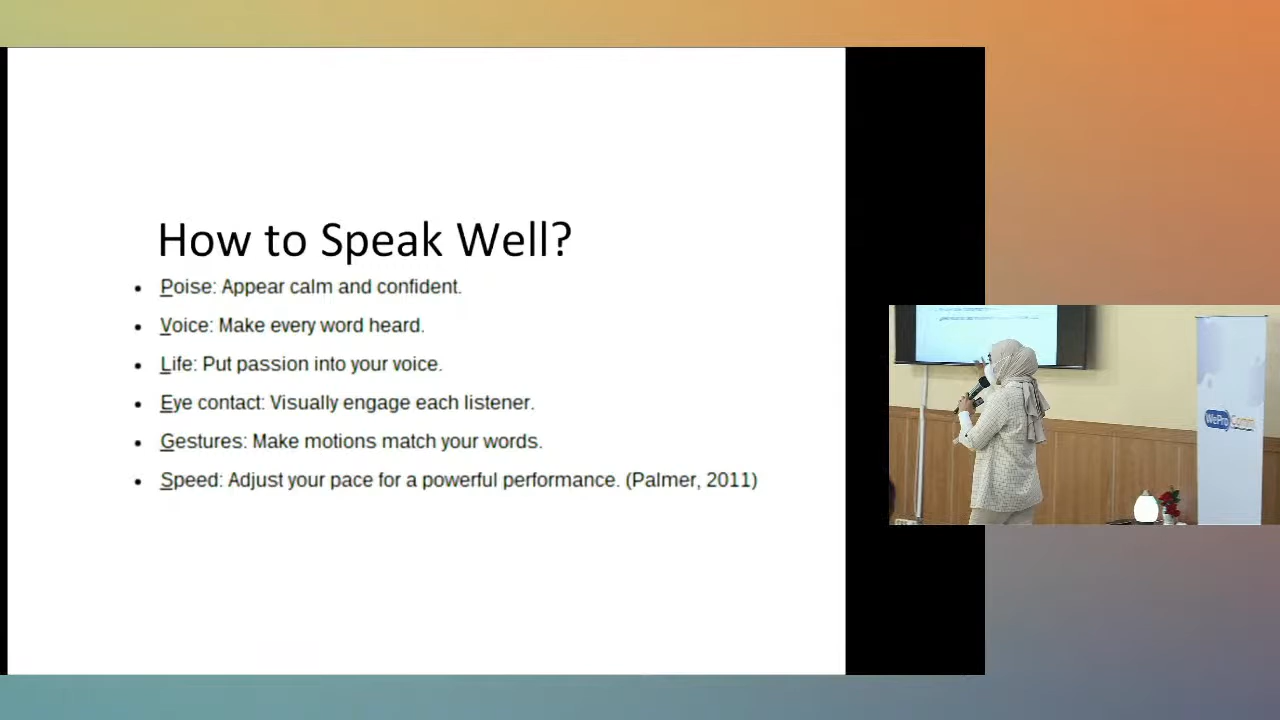 How to Speak Well?
• Poise: Appear calm and confident.
• Voice: Make every word heard.
• Life: Put passion into your voice.
• Eye contact: Visually engage each listener.
• Gestures: Make motions match your words.
• Speed: Adjust your pace for a powerful performance. (Palmer, 2011)
WePro Comm